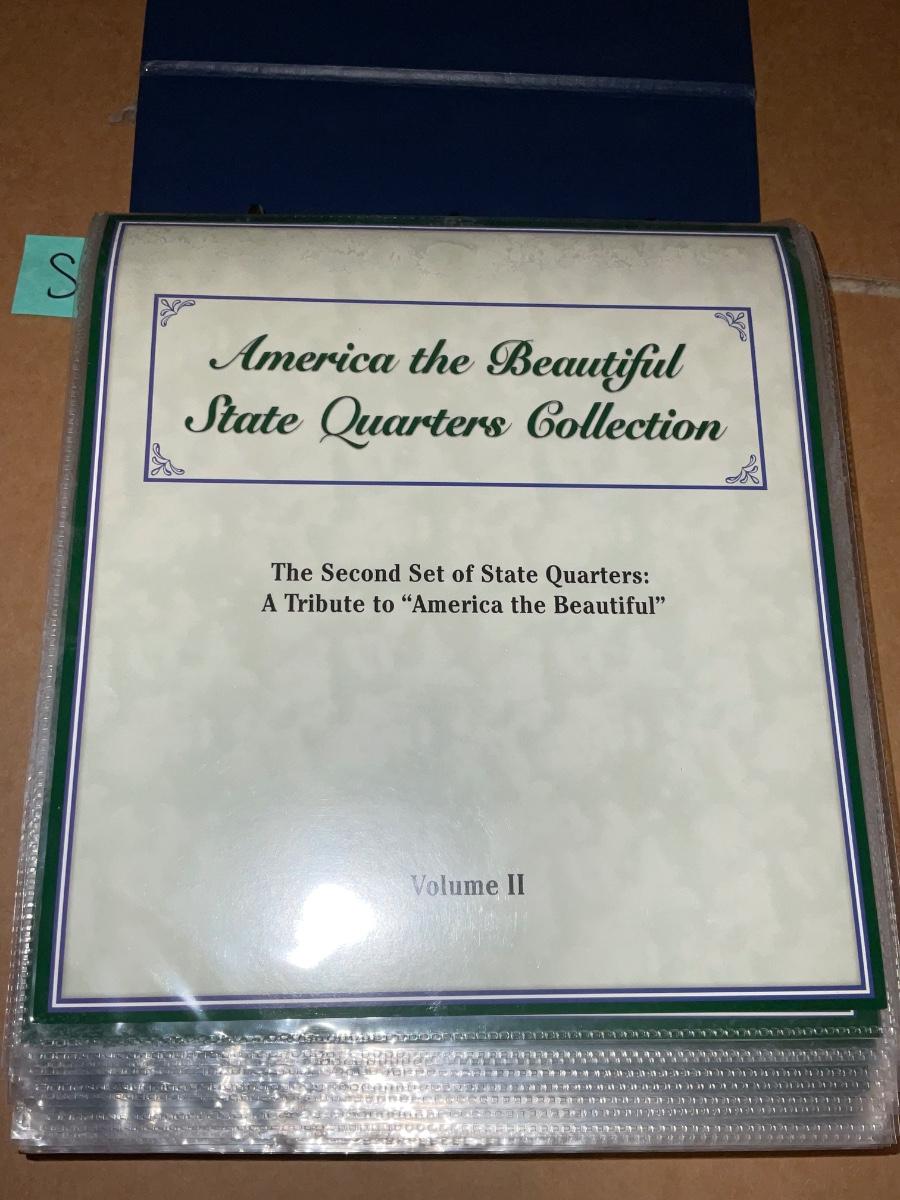 S
America the Beautiful
State Quarters Collection
The Second Set of State Quarters:
A Tribute to “America the Beautiful”
Volume II